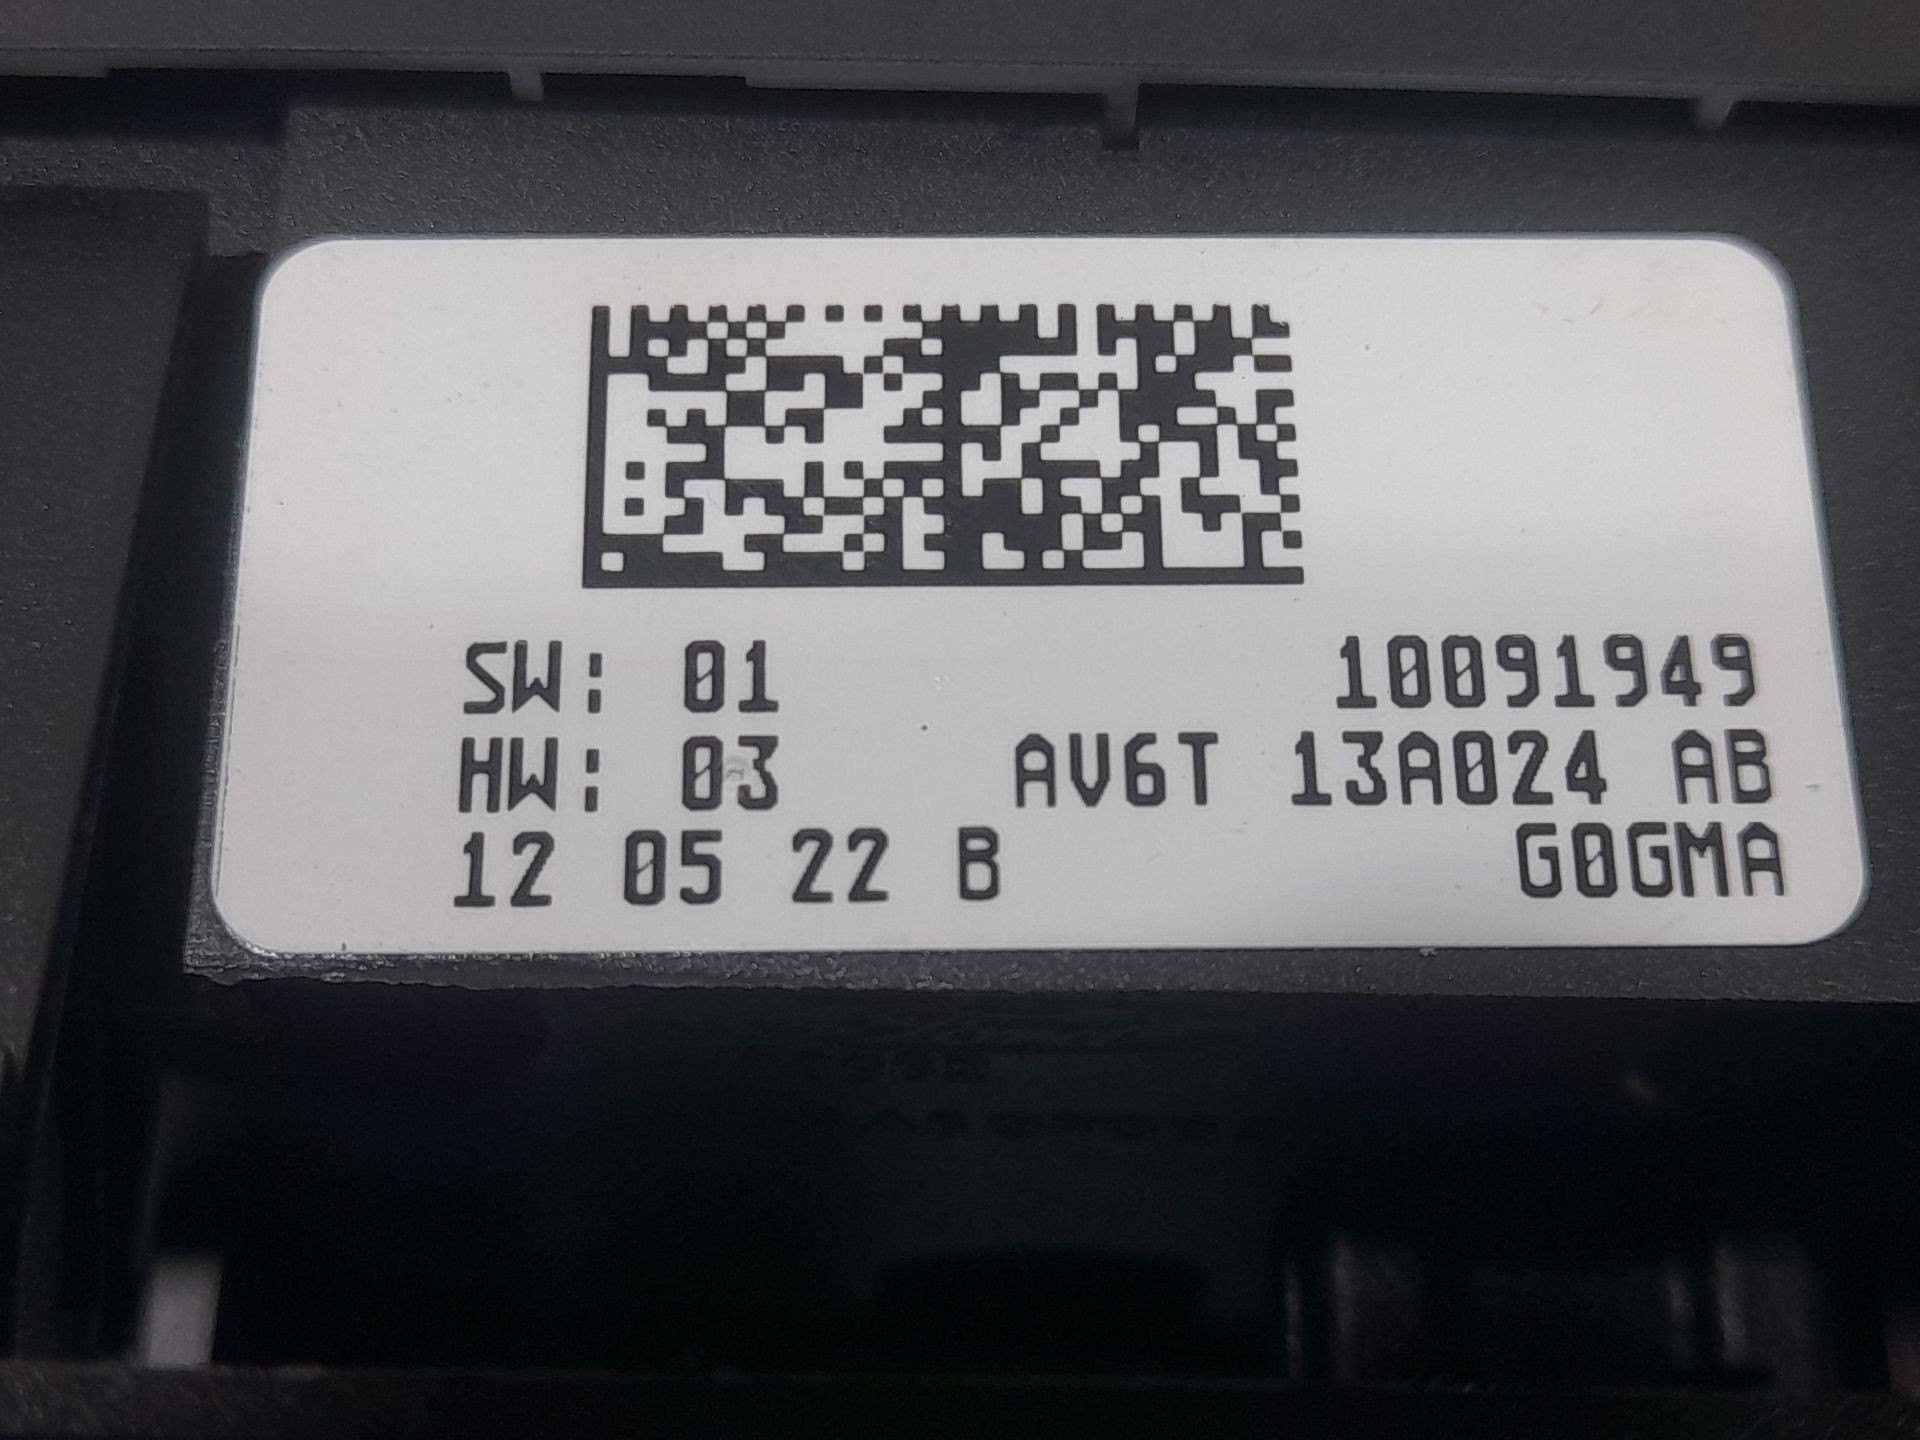 SW: 01 10091949
HW: 03 AV6T 13A024 AB
12 05 22 B G0GMA